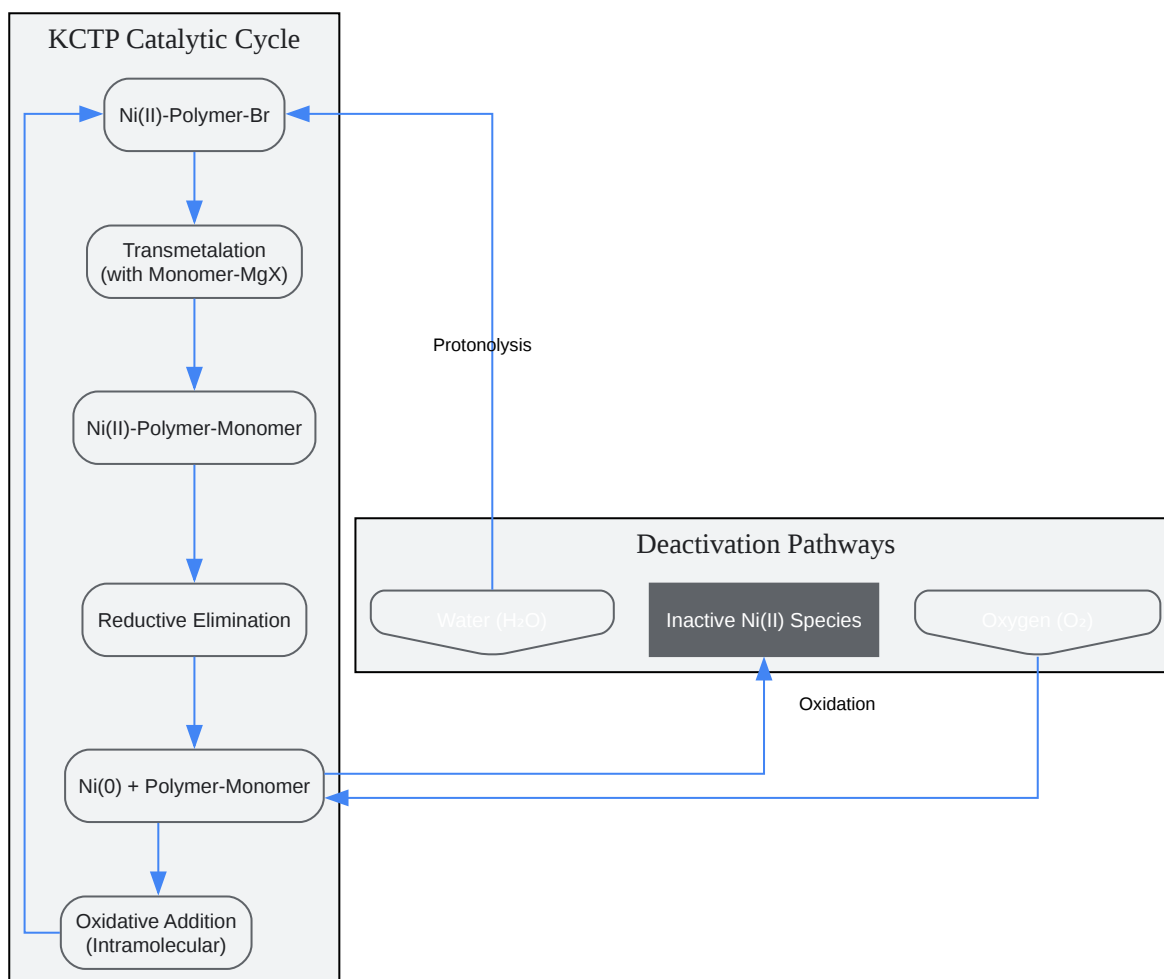 KCTP Catalytic Cycle
Ni(II)-Polymer-Br
Transmetalation
(with Monomer-MgX)
Protonolysis
Ni(II)-Polymer-Monomer
Deactivation Pathways
Reductive Elimination
Water (H₂O)
Inactive Ni(II) Species
Oxygen (O₂)
Oxidation
Ni(0) + Polymer-Monomer
Oxidative Addition
(Intramolecular)